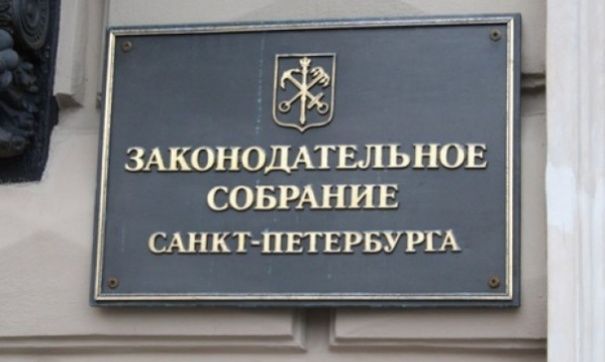 ЗАКОНОДАТЕЛЬНОЕ
СОБРАНИЕ
САНКТ-ПЕТЕРБУРГА